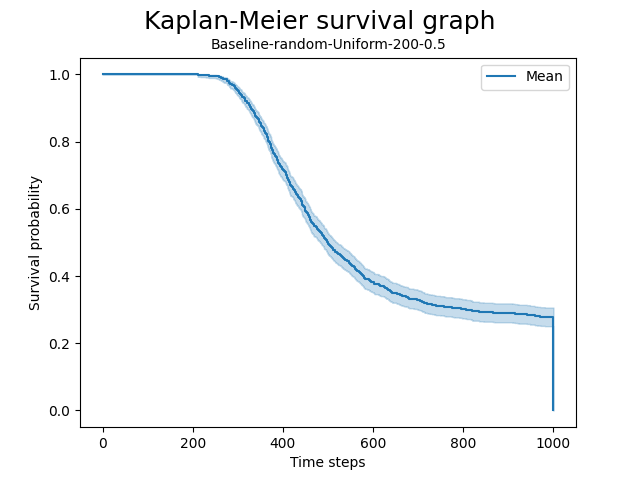 Kaplan-Meier survival graph
Baseline-random-Uniform-200-0.5
Mean
1.0
0.8
0.6
0.4
0.2
0.0
Survival probability
0 200 400 600 800 1000
Time steps